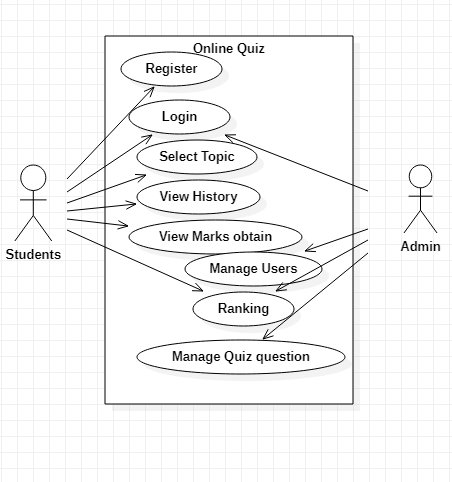 Online Quiz
Register
Login
Select Topic
View History
View Marks obtain
Students
Admin
Manage Users
Ranking
Manage Quiz question